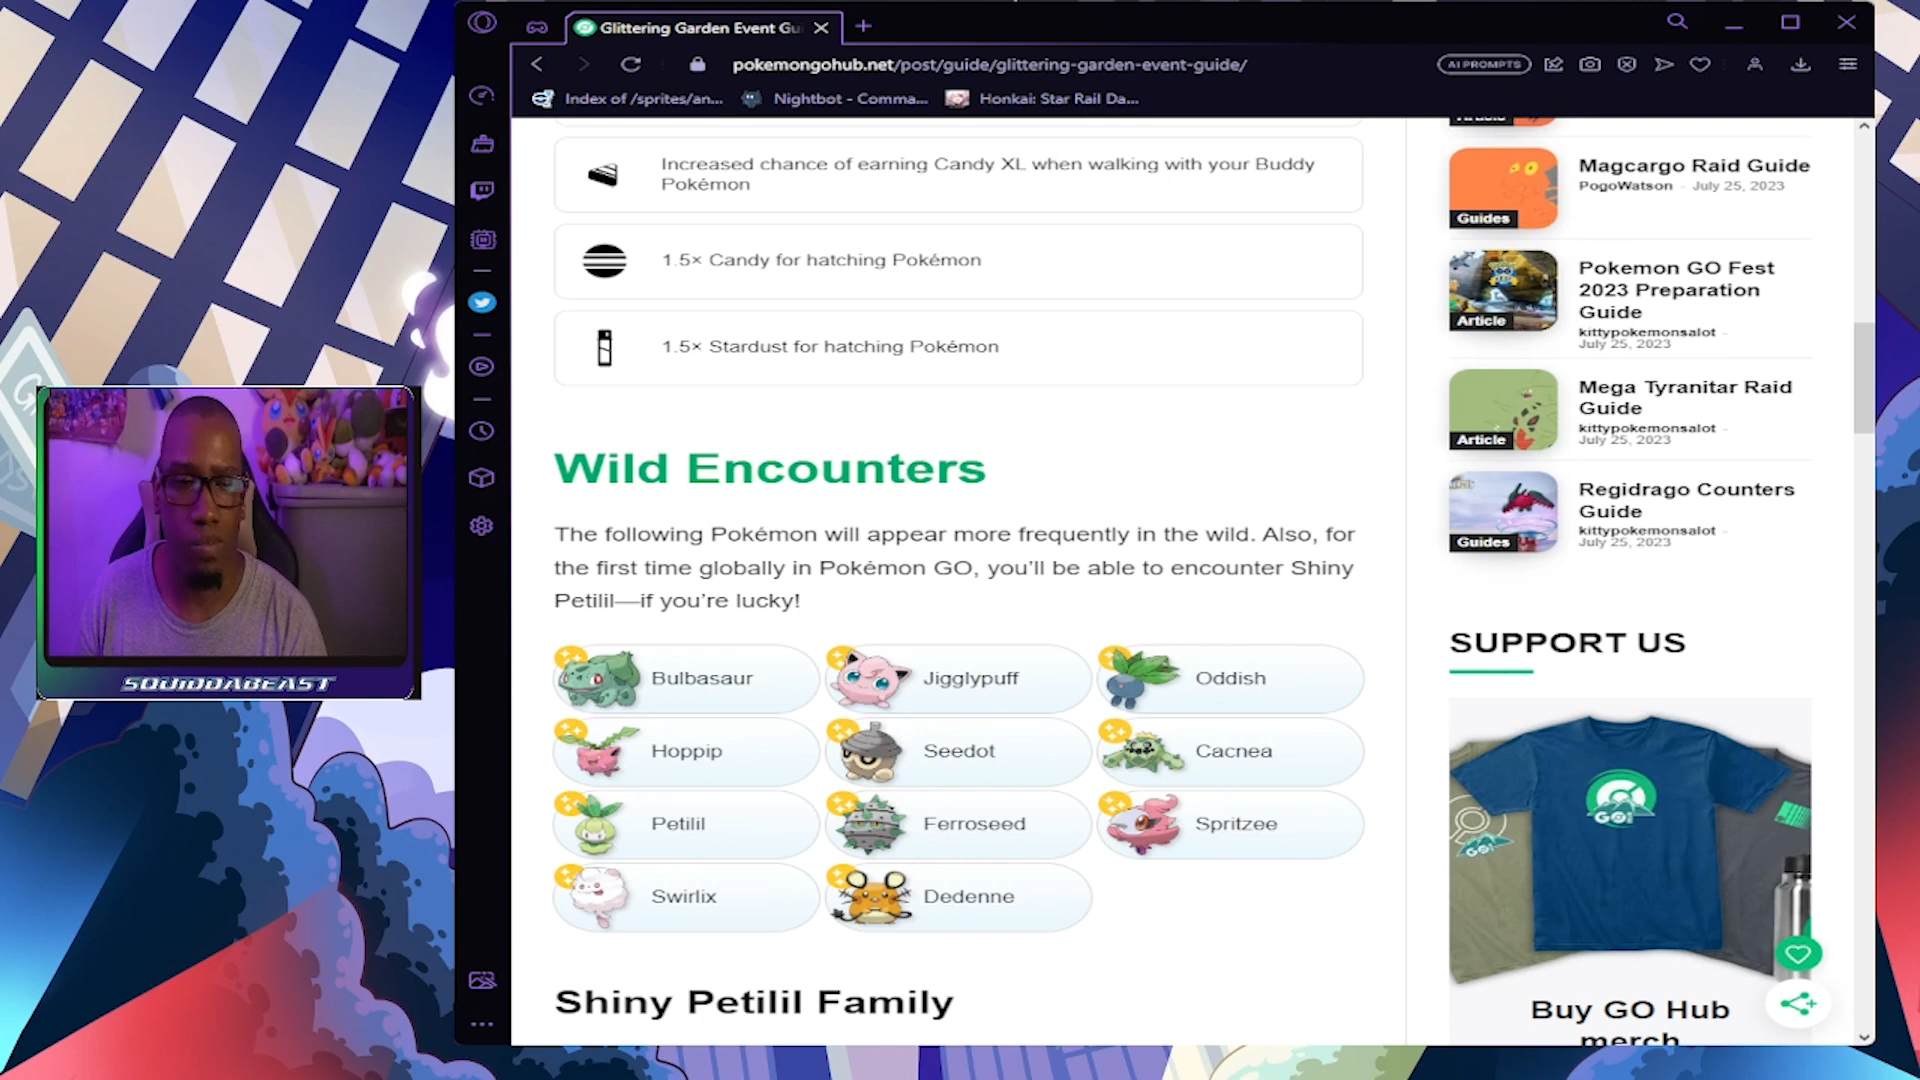 Glittering Garden Event Gui
pokemongohub.net/post/guide/glittering-garden-event-guide/
AI PROMPTS
Index of /sprites/an...
Nightbot - Comma...
Honkai: Star Rail Da...
Increased chance of earning Candy XL when walking with your Buddy
Pokémon
1.5× Candy for hatching Pokémon
1.5× Stardust for hatching Pokémon
Wild Encounters
The following Pokémon will appear more frequently in the wild. Also, for
the first time globally in Pokémon GO, you'll be able to encounter Shiny
Petilil—if you're lucky!
Bulbasaur
Jigglypuff
Oddish
Hoppip
Seedot
Cacnea
Petilil
Ferroseed
Spritzee
Swirlix
Dedenne
Shiny Petilil Family
Article
Magcargo Raid Guide
PogoWatson - July 25, 2023
Guides
Pokemon GO Fest
2023 Preparation
Guide
kittypokemonsalot -
July 25, 2023
Article
Mega Tyranitar Raid
Guide
kittypokemonsalot -
July 25, 2023
Article
Regidrago Counters
Guide
kittypokemonsalot -
July 25, 2023
Guides
SUPPORT US
GO!
GO!
Buy GO Hub
merch
SQUIDDABEAST